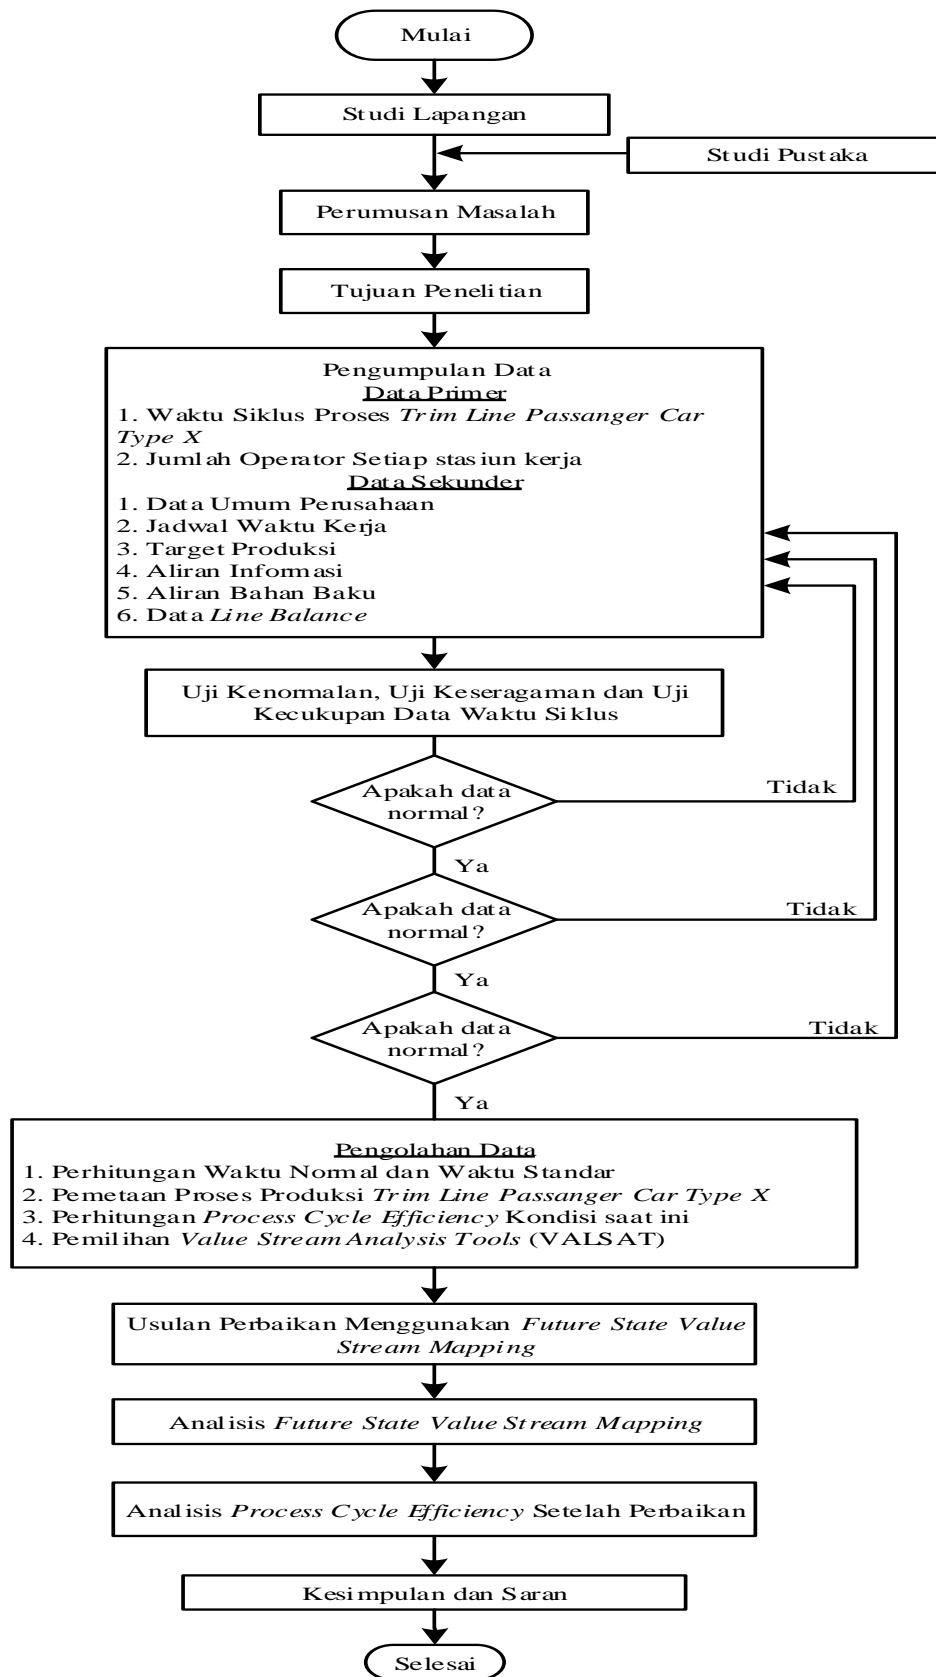 Mulai
Studi Lapangan
Studi Pustaka
Perumusan Masalah
Tujuan Penelitian
Pengumpulan Data
Data Primer
1. Waktu Siklus Proses Trim Line Passanger Car
Type X
2. Jumlah Operator Setiap stasiun kerja
Data Sekunder
1. Data Umum Perusahaan
2. Jadwal Waktu Kerja
3. Target Produksi
4. Aliran Informasi
5. Aliran Bahan Baku
6. Data Line Balance
Uji Kenormalan, Uji Keseragaman dan Uji
Kecukupan Data Waktu Siklus
Apakah data
normal?
Tidak
Ya
Apakah data
normal?
Tidak
Ya
Apakah data
normal?
Tidak
Ya
Pengolahan Data
1. Perhitungan Waktu Normal dan Waktu Standar
2. Pemetaan Proses Produksi Trim Line Passanger Car Type X
3. Perhitungan Process Cycle Efficiency Kondisi saat ini
4. Pemilihan Value Stream Analysis Tools (VALSAT)
Usulan Perbaikan Menggunakan Future State Value
Stream Mapping
Analisis Future State Value Stream Mapping
Analisis Process Cycle Efficiency Setelah Perbaikan
Kesimpulan dan Saran
Selesai